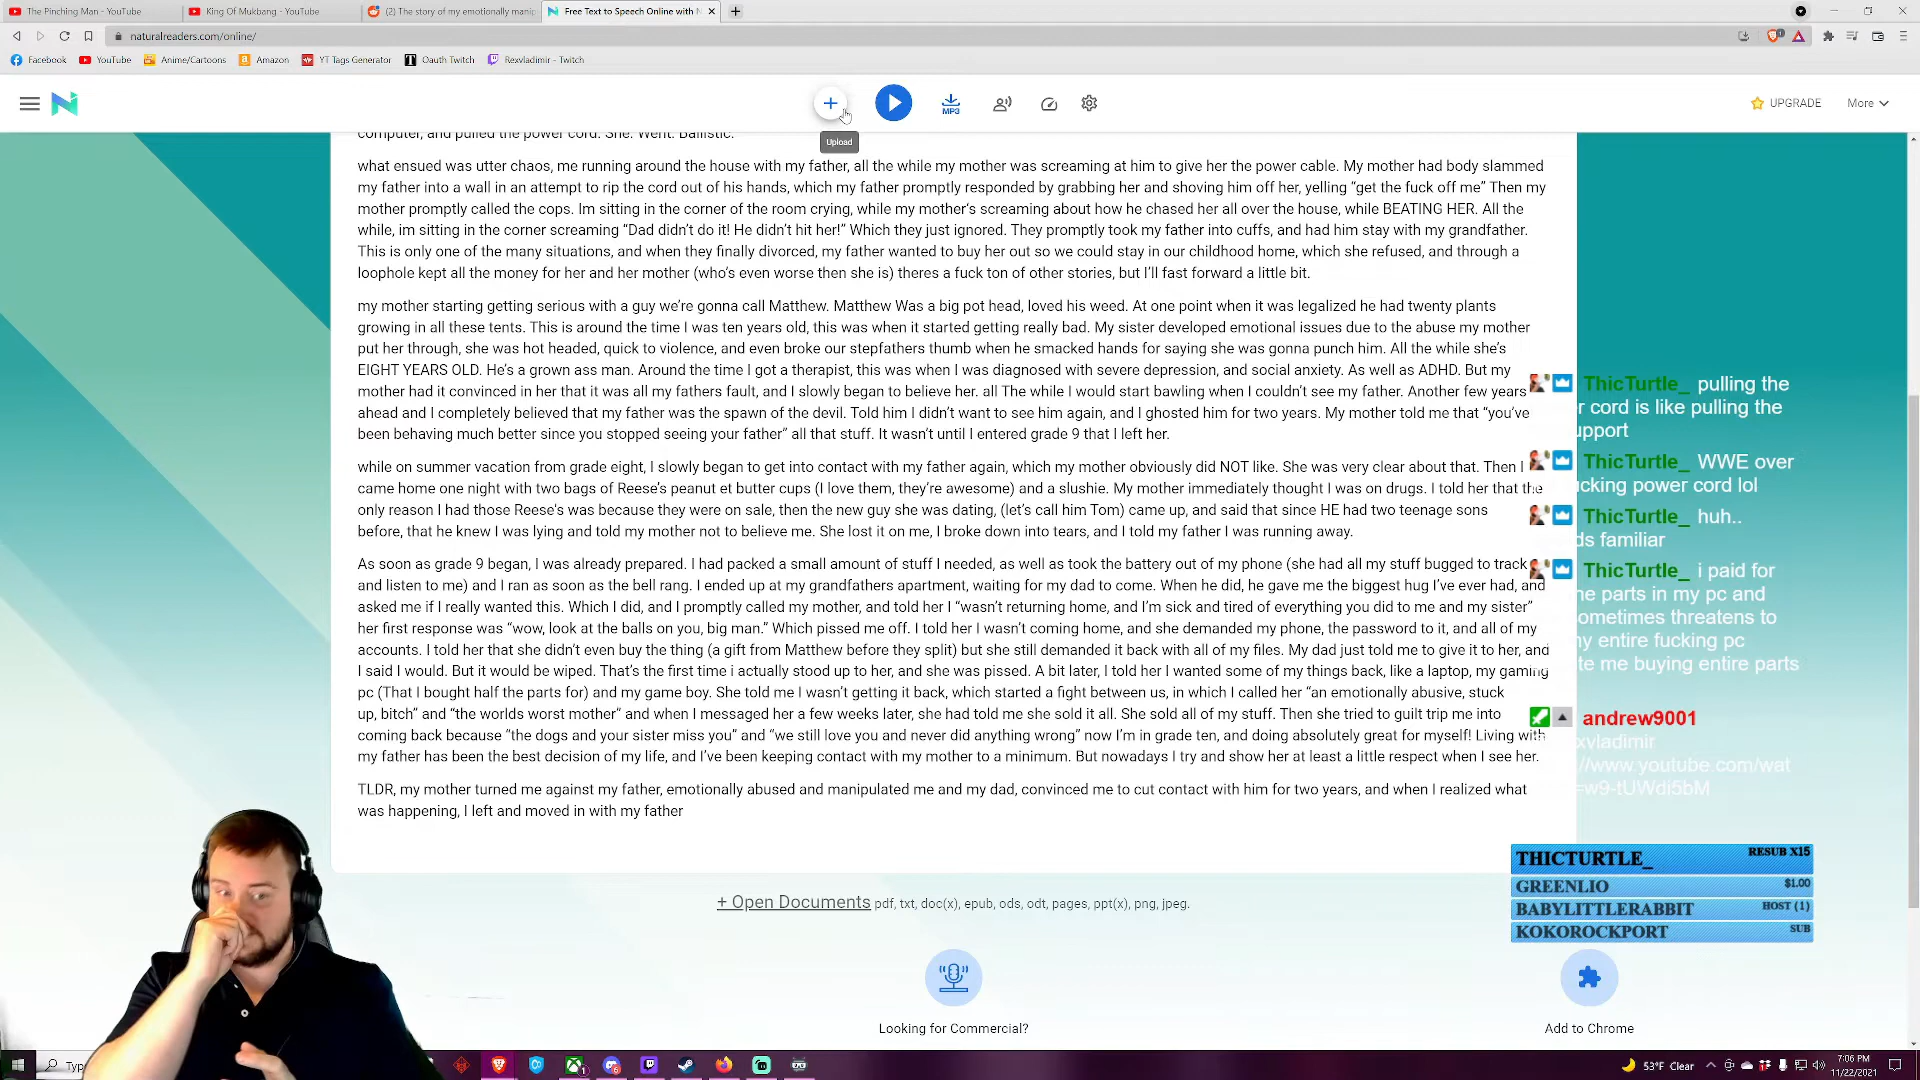 The Pinching Man - YouTube
King Of Mukbang - YouTube
(2) The story of my emotionally manip
Free Text to Speech Online with N
naturalreaders.com/online/
Facebook
YouTube
Anime/Cartoons
Amazon
YT Tags Generator
Oauth Twitch
Rexvladimir - Twitch
MP3
UPGRADE
More
Upload
computer, and pulled the power cord. She. Went. Ballistic.
what ensued was utter chaos, me running around the house with my father, all the while my mother was screaming at him to give her the power cable. My mother had body slammed
my father into a wall in an attempt to rip the cord out of his hands, which my father promptly responded by grabbing her and shoving him off her, yelling “get the fuck off me” Then my
mother promptly called the cops. Im sitting in the corner of the room crying, while my mother‘s screaming about how he chased her all over the house, while BEATING HER. All the
while, im sitting in the corner screaming “Dad didn’t do it! He didn’t hit her!” Which they just ignored. They promptly took my father into cuffs, and had him stay with my grandfather.
This is only one of the many situations, and when they finally divorced, my father wanted to buy her out so we could stay in our childhood home, which she refused, and through a
loophole kept all the money for her and her mother (who’s even worse then she is) theres a fuck ton of other stories, but I’ll fast forward a little bit.
my mother starting getting serious with a guy we’re gonna call Matthew. Matthew Was a big pot head, loved his weed. At one point when it was legalized he had twenty plants
growing in all these tents. This is around the time I was ten years old, this was when it started getting really bad. My sister developed emotional issues due to the abuse my mother
put her through, she was hot headed, quick to violence, and even broke our stepfathers thumb when he smacked hands for saying she was gonna punch him. All the while she’s
EIGHT YEARS OLD. He’s a grown ass man. Around the time I got a therapist, this was when I was diagnosed with severe depression, and social anxiety. As well as ADHD. But my
mother had it convinced in her that it was all my fathers fault, and I slowly began to believe her. all The while I would start bawling when I couldn’t see my father. Another few years
ahead and I completely believed that my father was the spawn of the devil. Told him I didn’t want to see him again, and I ghosted him for two years. My mother told me that “you’ve
been behaving much better since you stopped seeing your father” all that stuff. It wasn’t until I entered grade 9 that I left her.
while on summer vacation from grade eight, I slowly began to get into contact with my father again, which my mother obviously did NOT like. She was very clear about that. Then I
came home one night with two bags of Reese’s peanut et butter cups (I love them, they’re awesome) and a slushie. My mother immediately thought I was on drugs. I told her that the
only reason I had those Reese’s was because they were on sale, then the new guy she was dating, (let’s call him Tom) came up, and said that since HE had two teenage sons
before, that he knew I was lying and told my mother not to believe me. She lost it on me, I broke down into tears, and I told my father I was running away.
As soon as grade 9 began, I was already prepared. I had packed a small amount of stuff I needed, as well as took the battery out of my phone (she had all my stuff bugged to track
and listen to me) and I ran as soon as the bell rang. I ended up at my grandfathers apartment, waiting for my dad to come. When he did, he gave me the biggest hug I’ve ever had, and
asked me if I really wanted this. Which I did, and I promptly called my mother, and told her I “wasn’t returning home, and I’m sick and tired of everything you did to me and my sister”
her first response was “wow, look at the balls on you, big man.” Which pissed me off. I told her I wasn’t coming home, and she demanded my phone, the password to it, and all of my
accounts. I told her that she didn’t even buy the thing (a gift from Matthew before they split) but she still demanded it back with all of my files. My dad just told me to give it to her, and
I said I would. But it would be wiped. That’s the first time i actually stood up to her, and she was pissed. A bit later, I told her I wanted some of my things back, like a laptop, my gaming
pc (That I bought half the parts for) and my game boy. She told me I wasn’t getting it back, which started a fight between us, in which I called her “an emotionally abusive, stuck
up, bitch” and “the worlds worst mother” and when I messaged her a few weeks later, she had told me she sold it all. She sold all of my stuff. Then she tried to guilt trip me into
coming back because “the dogs and your sister miss you” and “we still love you and never did anything wrong” now I’m in grade ten, and doing absolutely great for myself! Living with
my father has been the best decision of my life, and I’ve been keeping contact with my mother to a minimum. But nowadays I try and show her at least a little respect when I see her.
TLDR, my mother turned me against my father, emotionally abused and manipulated me and my dad, convinced me to cut contact with him for two years, and when I realized what
was happening, I left and moved in with my father
ThicTurtle_ pulling the
r cord is like pulling the
upport
ThicTurtle_ WWE over
ucking power cord lol
ThicTurtle_ huh..
ds familiar
ThicTurtle_ i paid for
he parts in my pc and
ometimes threatens to
ny entire fucking pc
te me buying entire parts
andrew9001
xvladimir
//www.youtube.com/wat
=w9-tUWdi5bM
THICTURTLE_ RESUB X15
GREENLIO $1.00
BABYLITTLERABBIT HOST (1)
KOKOROCKPORT SUB
+ Open Documents pdf, txt, doc(x), epub, ods, odt, pages, ppt(x), png, jpeg.
Looking for Commercial?
Add to Chrome
Typ
53°F Clear
7:06 PM
11/22/2021